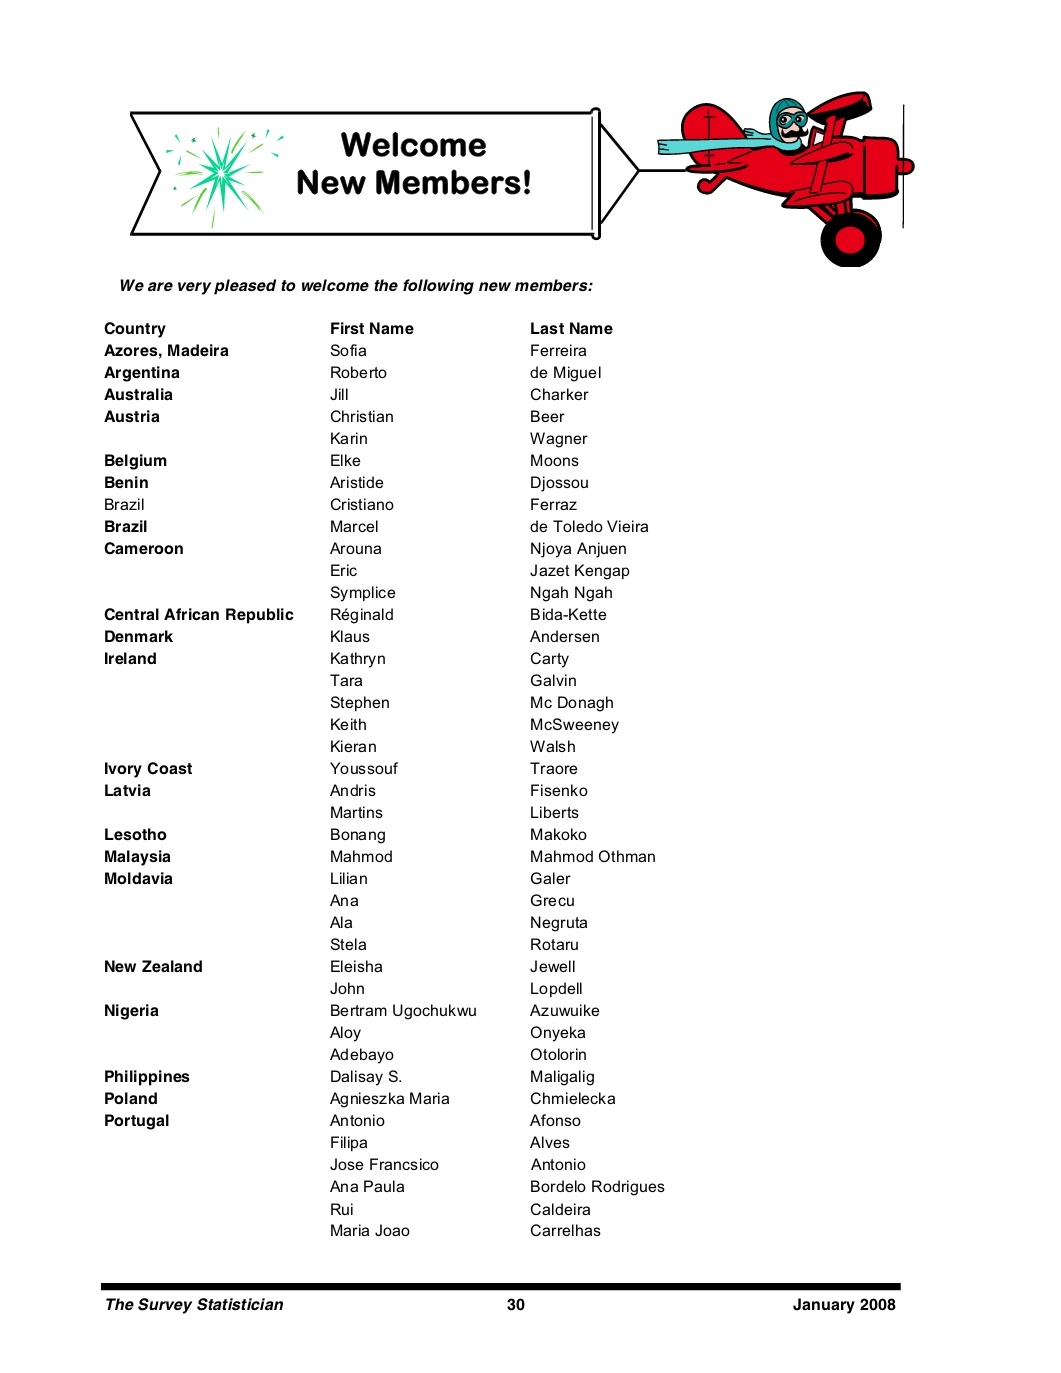 Welcome
New Members!
We are very pleased to welcome the following new members:
Country First Name Last Name
Azores, Madeira Sofia Ferreira
Argentina Roberto de Miguel
Australia Jill Charker
Austria Christian Beer
Karin Wagner
Belgium Elke Moons
Benin Aristide Djossou
Brazil Cristiano Ferraz
Brazil Marcel de Toledo Vieira
Cameroon Arouna Njoya Anjuen
Eric Jazet Kengap
Symplice Ngah Ngah
Central African Republic Réginald Bida-Kette
Denmark Klaus Andersen
Ireland Kathryn Carty
Tara Galvin
Stephen Mc Donagh
Keith McSweeney
Kieran Walsh
Ivory Coast Youssouf Traore
Latvia Andris Fisenko
Martins Liberts
Lesotho Bonang Makoko
Malaysia Mahmod Mahmod Othman
Moldavia Lilian Galer
Ana Grecu
Ala Negruta
Stela Rotaru
New Zealand Eleisha Jewell
John Lopdell
Nigeria Bertram Ugochukwu Azuwuike
Aloy Onyeka
Adebayo Otolorin
Philippines Dalisay S. Maligalig
Poland Agnieszka Maria Chmielecka
Portugal Antonio Afonso
Filipa Alves
Jose Francsico Antonio
Ana Paula Bordelo Rodrigues
Rui Caldeira
Maria Joao Carrelhas
The Survey Statistician 30 January 2008